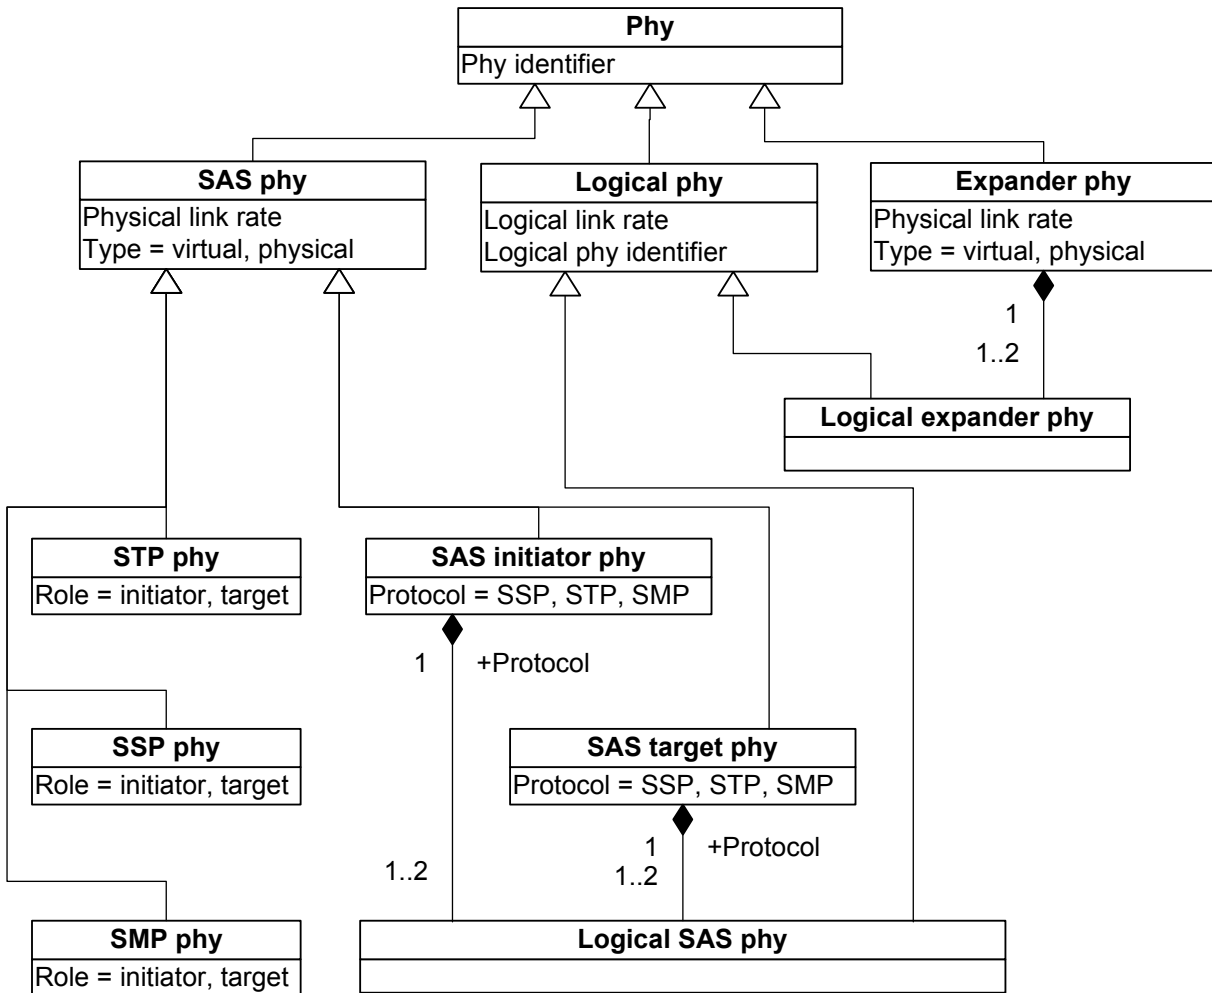 Phy
Phy identifier
SAS phy
Physical link rate
Type = virtual, physical
Logical phy
Logical link rate
Logical phy identifier
Expander phy
Physical link rate
Type = virtual, physical
1
1..2
Logical expander phy
STP phy
Role = initiator, target
SAS initiator phy
Protocol = SSP, STP, SMP
1
+Protocol
SSP phy
Role = initiator, target
SAS target phy
Protocol = SSP, STP, SMP
1
+Protocol
1..2
1..2
SMP phy
Role = initiator, target
Logical SAS phy